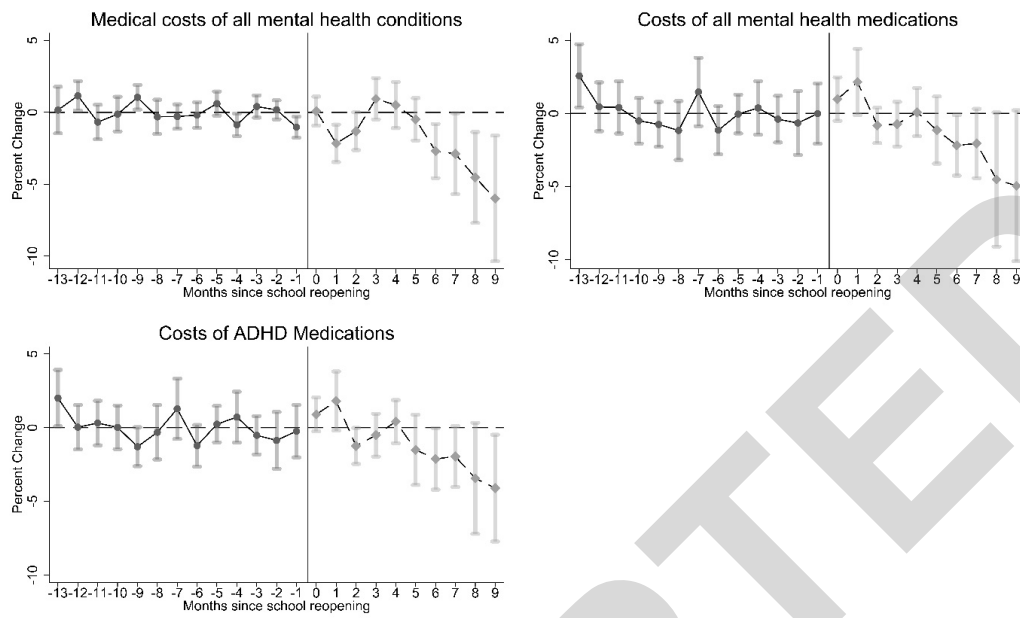 Medical costs of all mental health conditions
5
0
-5
-10
Percent Change
-13 -12 -11 -10 -9 -8 -7 -6 -5 -4 -3 -2 -1 0 1 2 3 4 5 6 7 8 9
Months since school reopening
Costs of all mental health medications
5
0
-5
-10
Percent Change
-13 -12 -11 -10 -9 -8 -7 -6 -5 -4 -3 -2 -1 0 1 2 3 4 5 6 7 8 9
Months since school reopening
Costs of ADHD Medications
5
0
-5
-10
Percent Change
-13 -12 -11 -10 -9 -8 -7 -6 -5 -4 -3 -2 -1 0 1 2 3 4 5 6 7 8 9
Months since school reopening
PTED